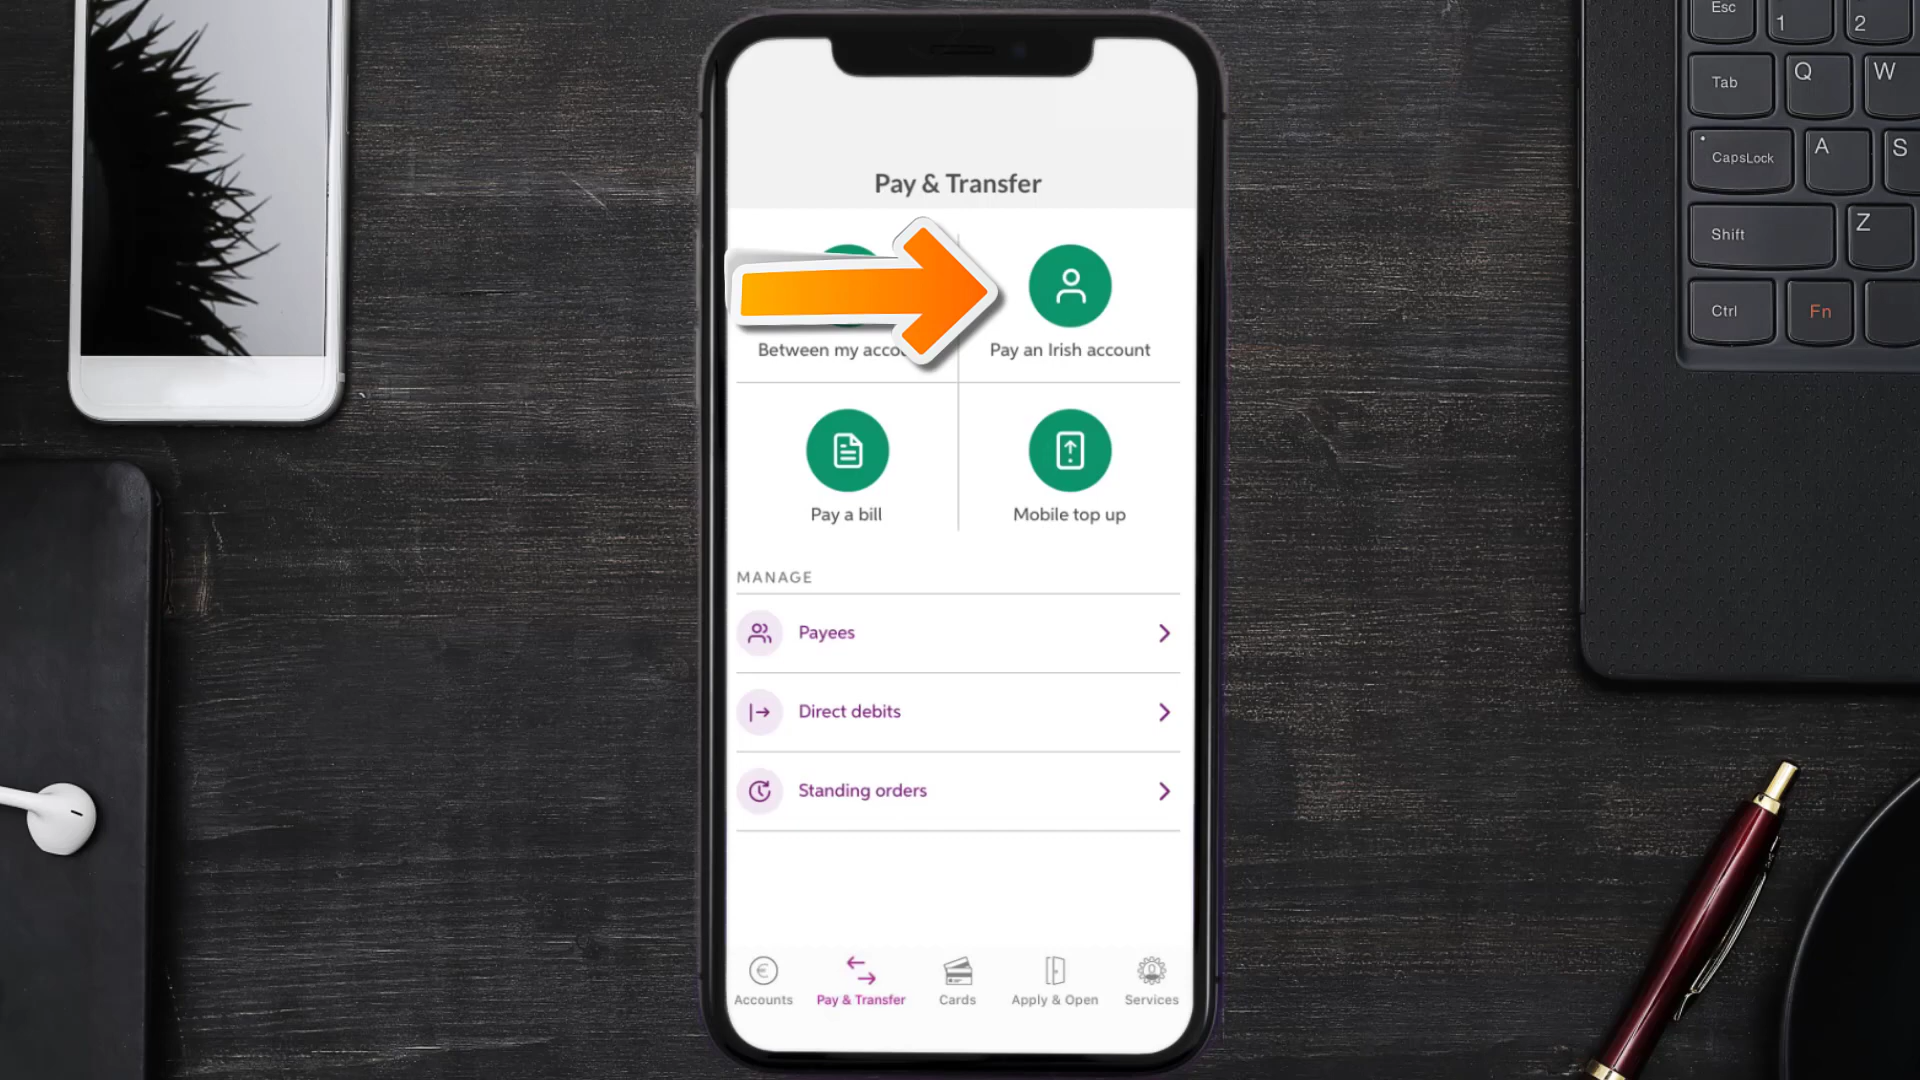 Pay & Transfer
Between my acco
Pay an Irish account
Pay a bill
Mobile top up
MANAGE
Payees
Direct debits
Standing orders
Accounts
Pay & Transfer
Cards
Apply & Open
Services
Esc
1
2
Tab
Q
W
CapsLock
A
S
Shift
Z
Ctrl
Fn